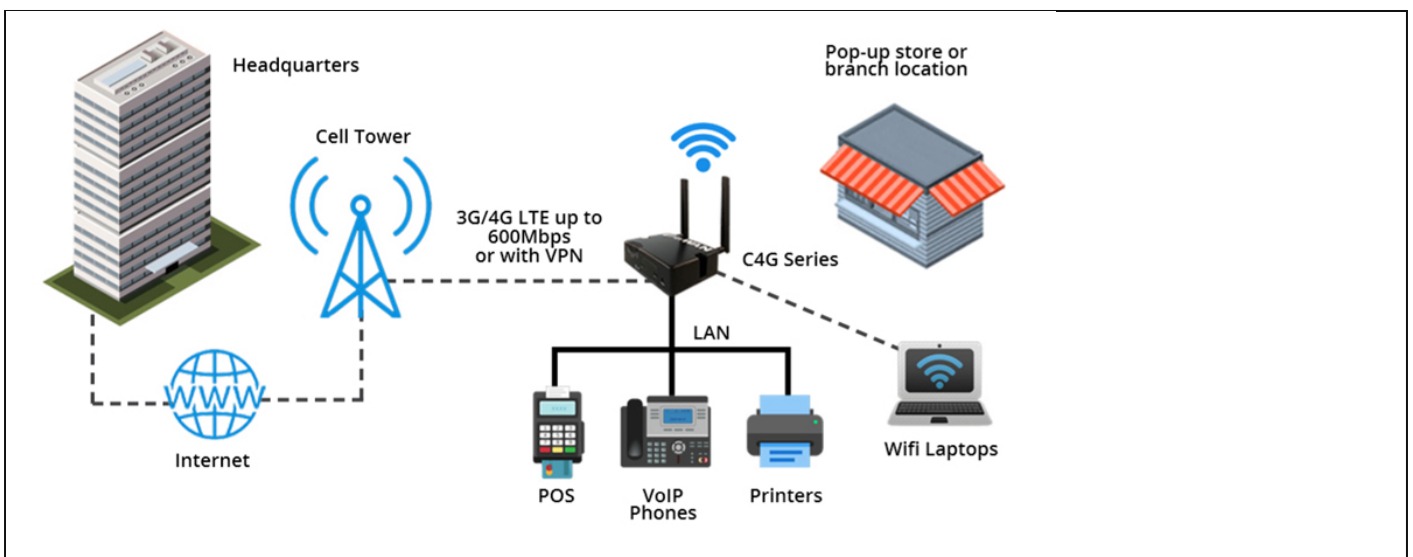 Headquarters
Pop-up store or
branch location
Cell Tower
3G/4G LTE up to
600Mbps
or with VPN
C4G Series
LAN
WWW
Internet
POS
VoIP
Phones
Printers
Wifi Laptops